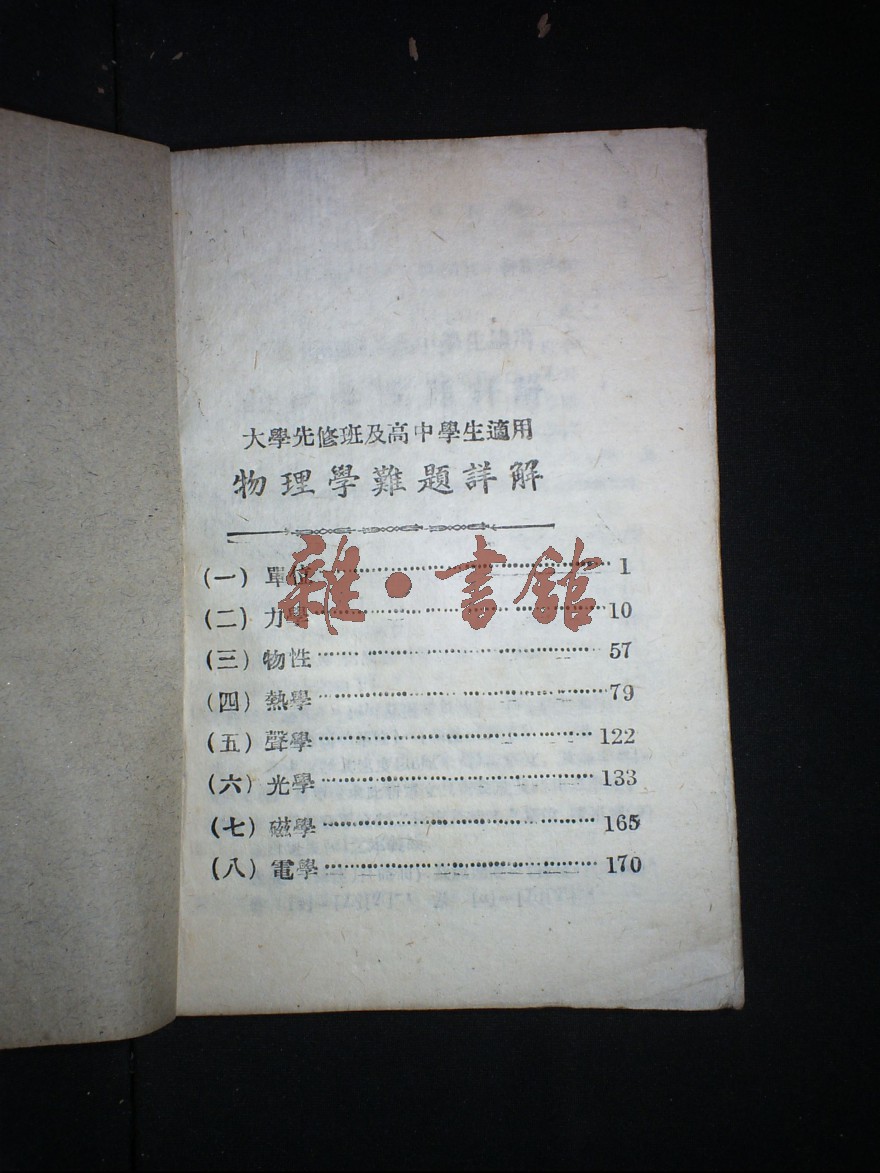 大學先修班及高中學生適用
物理學難題詳解
(一) 單位 1
(二) 力學 10
(三) 物性 57
(四) 熱學 79
(五) 聲學 122
(六) 光學 133
(七) 磁學 165
(八) 電學 170
雜·書館